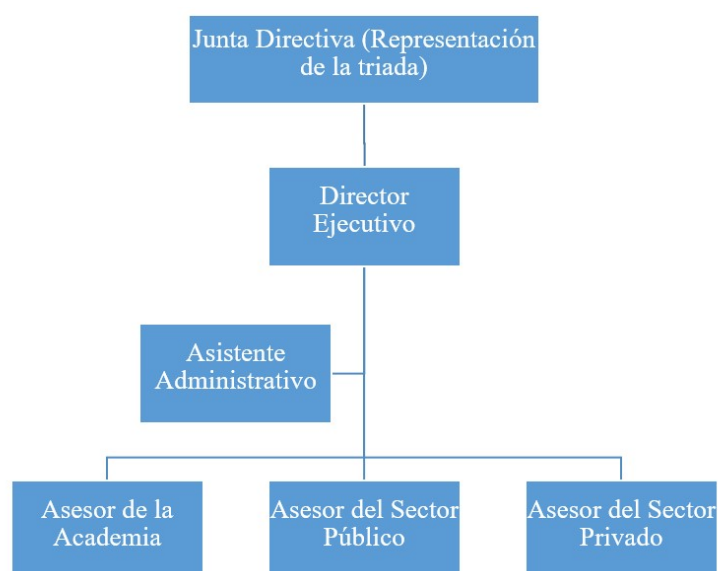 Junta Directiva (Representación
de la triada)
Director
Ejecutivo
Asistente
Administrativo
Asesor de la
Academia
Asesor del Sector
Público
Asesor del Sector
Privado